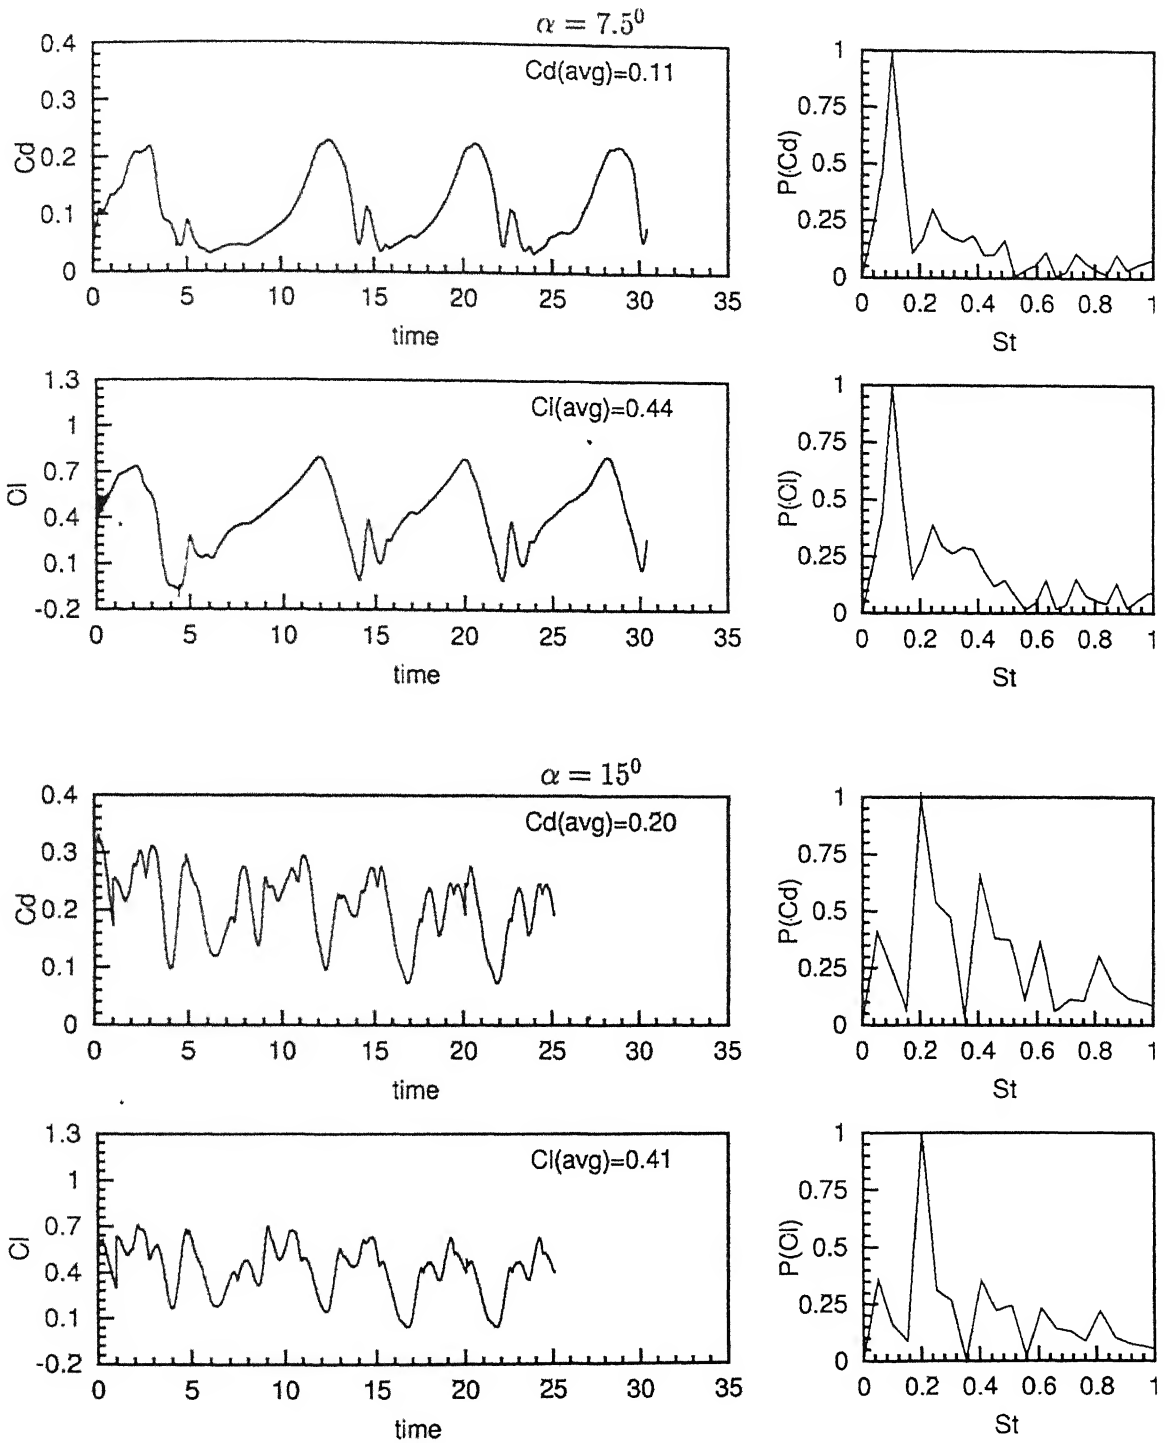 α = 7.5⁰
Cd(avg)=0.11
0.4
0.3
0.2
0.1
0
Cd
0 5 10 15 20 25 30 35
time
1
0.75
0.5
0.25
0
P(Cd)
0 0.2 0.4 0.6 0.8 1
St
Cl(avg)=0.44
1.3
1
0.7
0.4
0.1
-0.2
Cl
0 5 10 15 20 25 30 35
time
1
0.75
0.5
0.25
0
P(Cl)
0 0.2 0.4 0.6 0.8 1
St
α = 15⁰
Cd(avg)=0.20
0.4
0.3
0.2
0.1
0
Cd
0 5 10 15 20 25 30 35
time
1
0.75
0.5
0.25
0
P(Cd)
0 0.2 0.4 0.6 0.8 1
St
Cl(avg)=0.41
1.3
1
0.7
0.4
0.1
-0.2
Cl
0 5 10 15 20 25 30 35
time
1
0.75
0.5
0.25
0
P(Cl)
0 0.2 0.4 0.6 0.8 1
St